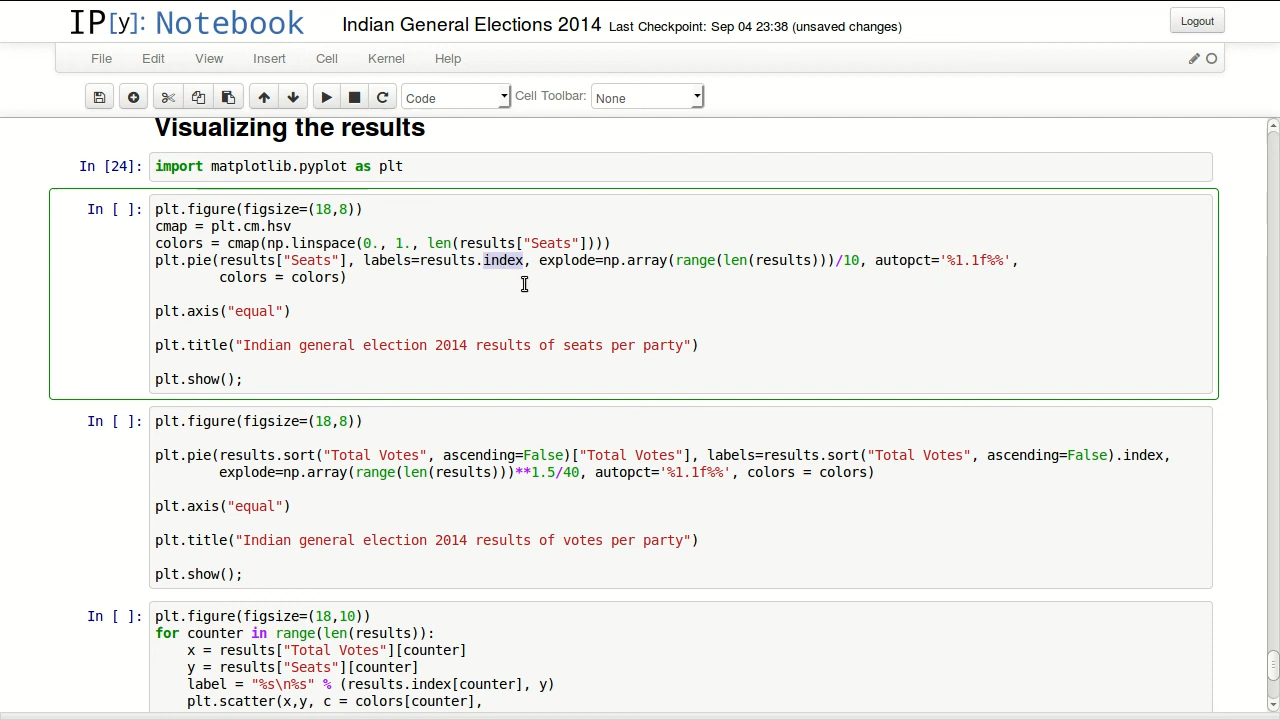 IP[y]: Notebook Indian General Elections 2014 Last Checkpoint: Sep 04 23:38 (unsaved changes) Logout
File Edit View Insert Cell Kernel Help
Code Cell Toolbar: None
Visualizing the results
In [24]: import matplotlib.pyplot as plt
In [ ]: plt.figure(figsize=(18,8))
cmap = plt.cm.hsv
colors = cmap(np.linspace(0., 1., len(results["Seats"])))
plt.pie(results["Seats"], labels=results.index, explode=np.array(range(len(results)))/10, autopct='%1.1f%%',
colors = colors)
plt.axis("equal")
plt.title("Indian general election 2014 results of seats per party")
plt.show();
In [ ]: plt.figure(figsize=(18,8))
plt.pie(results.sort("Total Votes", ascending=False)["Total Votes"], labels=results.sort("Total Votes", ascending=False).index,
explode=np.array(range(len(results)))**1.5/40, autopct='%1.1f%%', colors = colors)
plt.axis("equal")
plt.title("Indian general election 2014 results of votes per party")
plt.show();
In [ ]: plt.figure(figsize=(18,10))
for counter in range(len(results)):
x = results["Total Votes"][counter]
y = results["Seats"][counter]
label = "%s\n%s" % (results.index[counter], y)
plt.scatter(x,y, c = colors[counter],